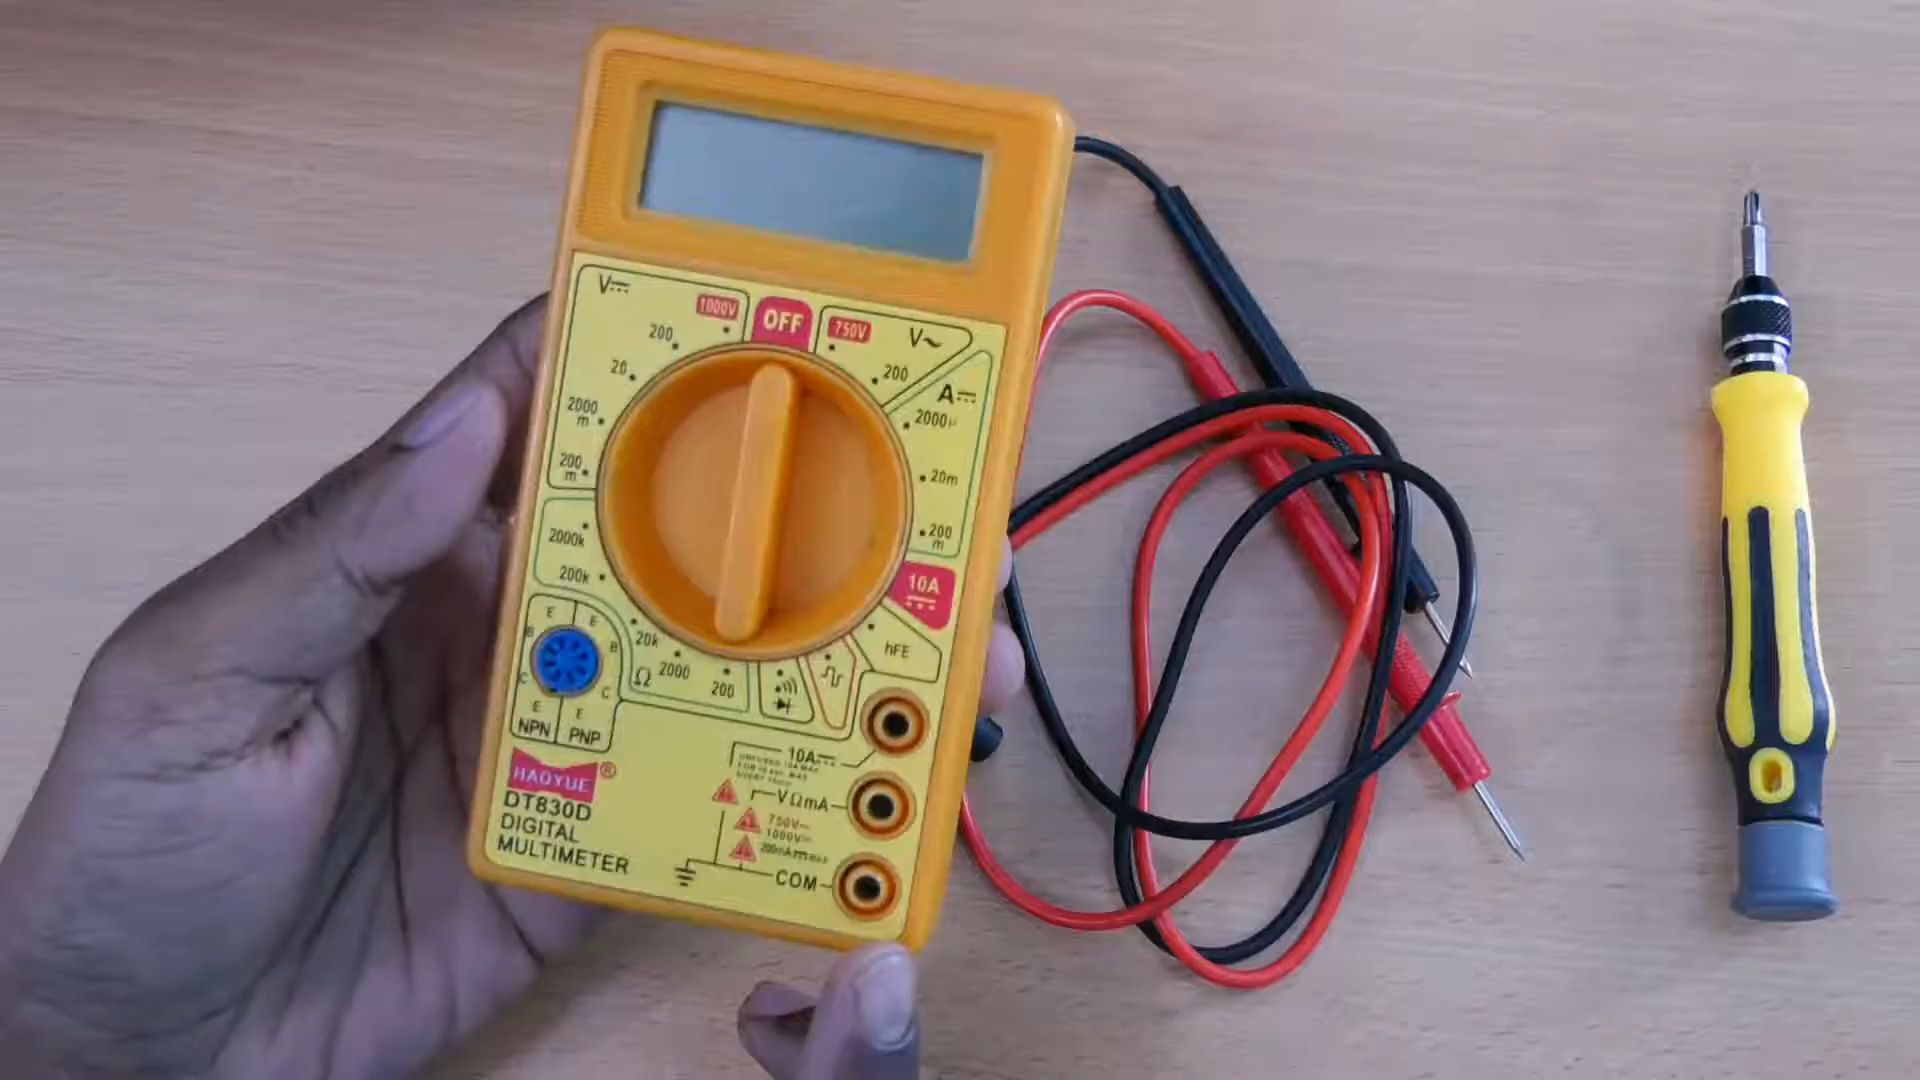 V⎓
1000V
OFF
750V
V~
200
200
A⎓
20
2000µ
2000
m
20m
200
m
200
m
2000k
200k
10A
20k
hFE
Ω
2000
200
E
E
B
B
C
C
E
E
NPN
PNP
HAOYUE®
DT830D
DIGITAL
MULTIMETER
10A⎓
VΩmA
750V~
1000V⎓
COM